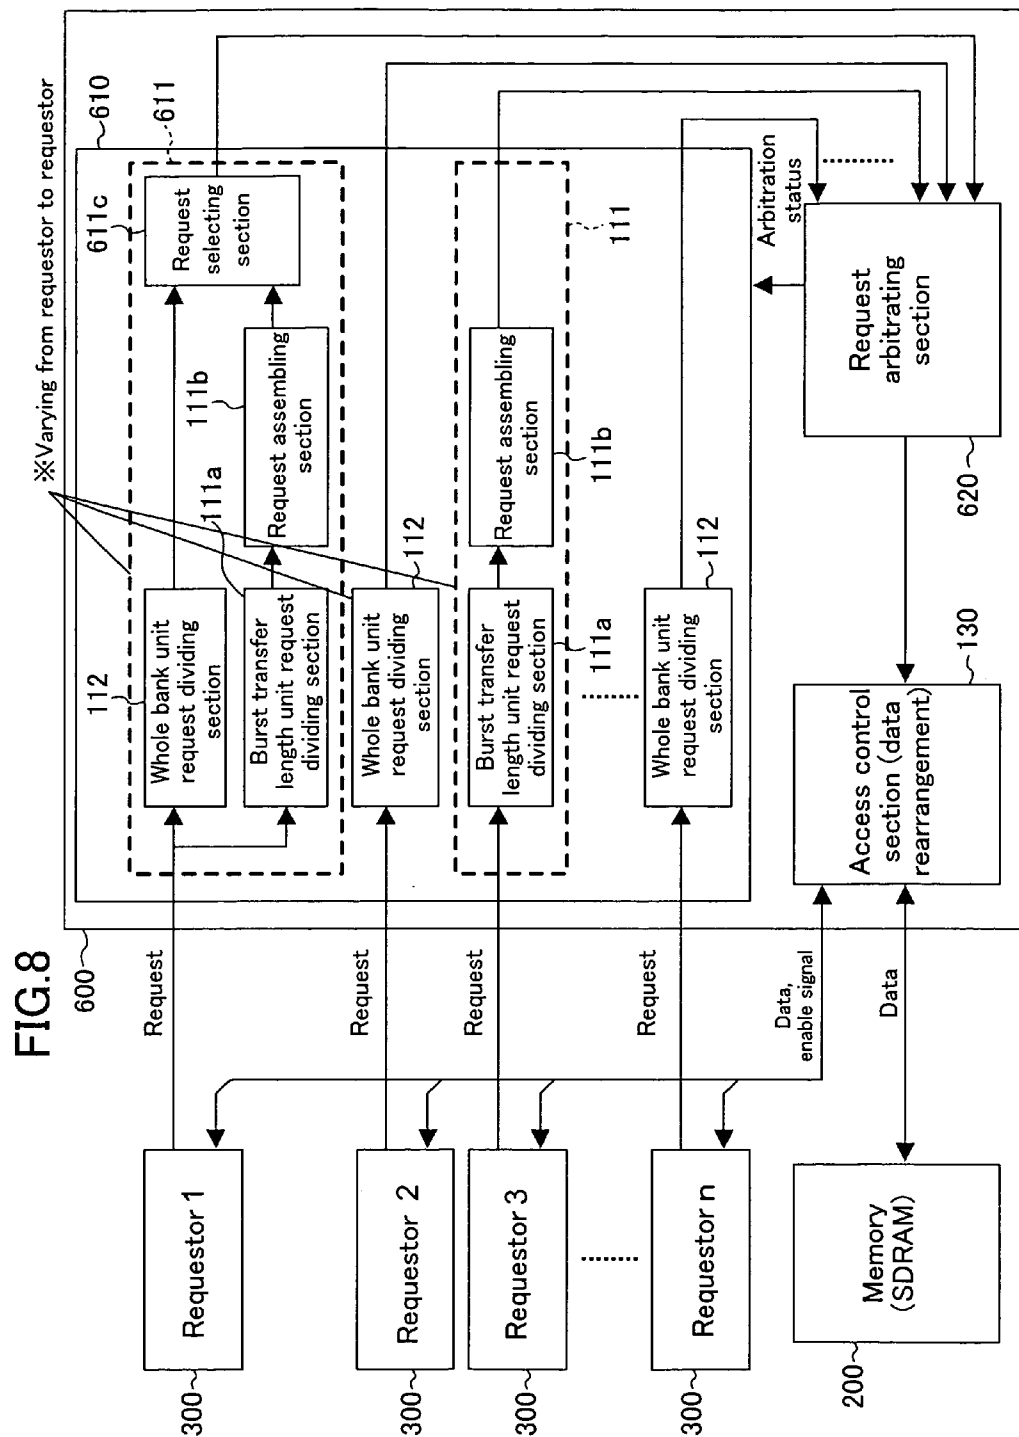 FIG.8
※Varying from requestor to requestor
600
610
611
611c
Request
selecting
section
111b
Request assembling
section
111a
112
Whole bank unit
request dividing
section
Burst transfer
length unit request
dividing section
Request
Requestor 1
300
112
Whole bank unit
request dividing
section
Request
Requestor 2
300
111
Request assembling
section
111b
Burst transfer
length unit request
dividing section
111a
Request
Requestor 3
300
112
Whole bank unit
request dividing
section
Request
Requestor n
300
Arbitration
status
Request
arbitrating
section
620
130
Access control
section (data
rearrangement)
Data,
enable signal
Data
Memory
(SDRAM)
200